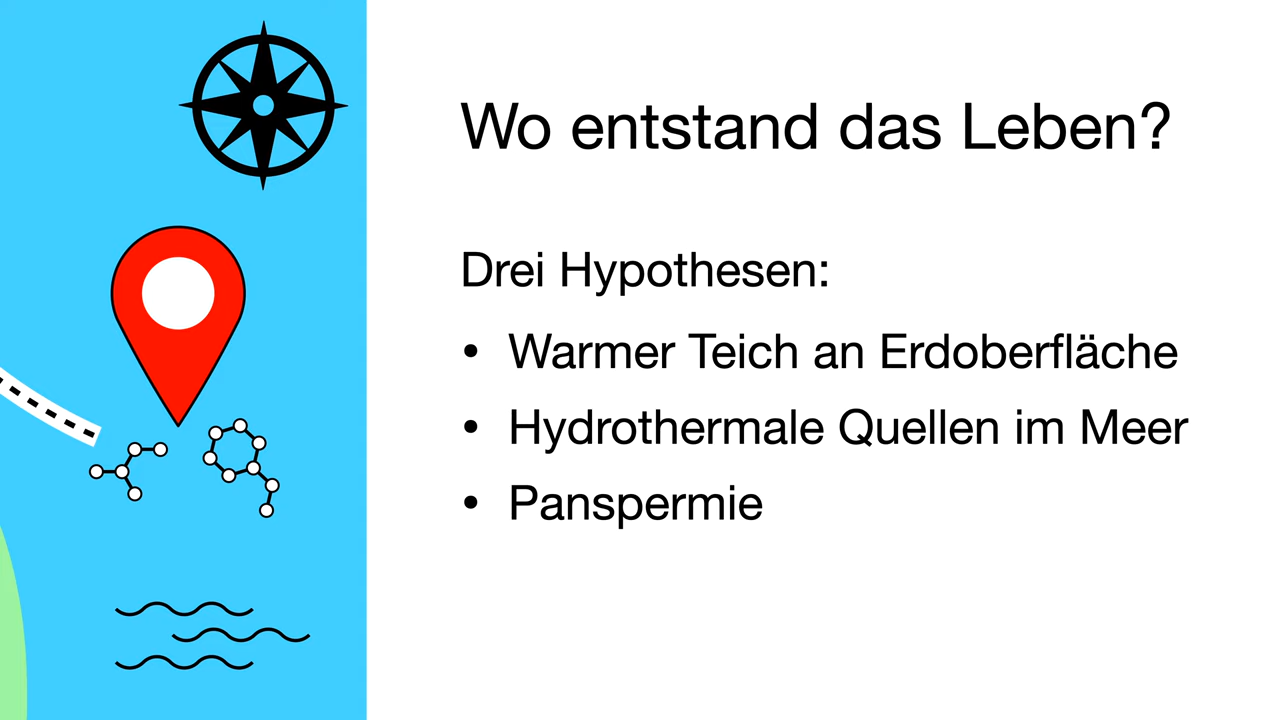 Wo entstand das Leben?
Drei Hypothesen:
• Warmer Teich an Erdoberfläche
• Hydrothermale Quellen im Meer
• Panspermie